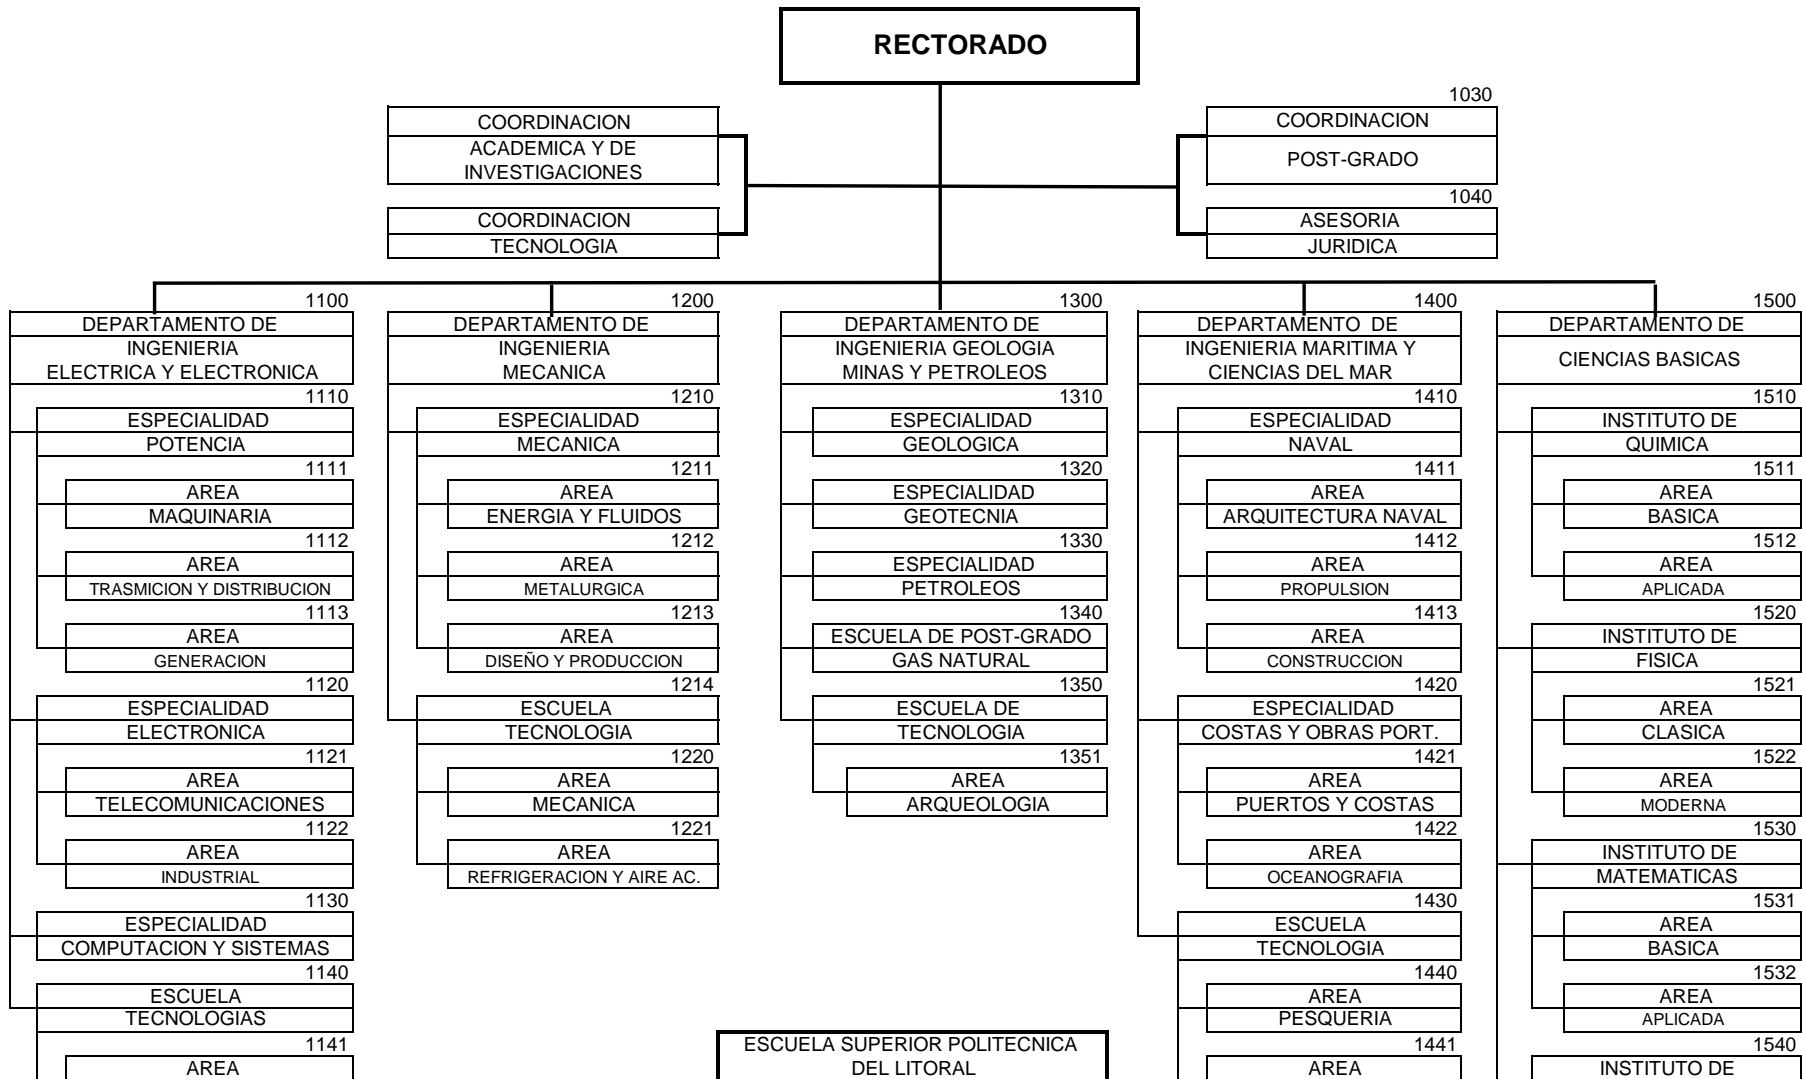 RECTORADO
COORDINACION
ACADEMICA Y DE
INVESTIGACIONES
COORDINACION
TECNOLOGIA
1030
COORDINACION
POST-GRADO
1040
ASESORIA
JURIDICA
1100
DEPARTAMENTO DE
INGENIERIA
ELECTRICA Y ELECTRONICA
1110
ESPECIALIDAD
POTENCIA
1111
AREA
MAQUINARIA
1112
AREA
TRASMICION Y DISTRIBUCION
1113
AREA
GENERACION
1120
ESPECIALIDAD
ELECTRONICA
1121
AREA
TELECOMUNICACIONES
1122
AREA
INDUSTRIAL
1130
ESPECIALIDAD
COMPUTACION Y SISTEMAS
1140
ESCUELA
TECNOLOGIAS
1141
AREA
1200
DEPARTAMENTO DE
INGENIERIA
MECANICA
1210
ESPECIALIDAD
MECANICA
1211
AREA
ENERGIA Y FLUIDOS
1212
AREA
METALURGICA
1213
AREA
DISEÑO Y PRODUCCION
1214
ESCUELA
TECNOLOGIA
1220
AREA
MECANICA
1221
AREA
REFRIGERACION Y AIRE AC.
1300
DEPARTAMENTO DE
INGENIERIA GEOLOGIA
MINAS Y PETROLEOS
1310
ESPECIALIDAD
GEOLOGICA
1320
ESPECIALIDAD
GEOTECNIA
1330
ESPECIALIDAD
PETROLEOS
1340
ESCUELA DE POST-GRADO
GAS NATURAL
1350
ESCUELA DE
TECNOLOGIA
1351
AREA
ARQUEOLOGIA
ESCUELA SUPERIOR POLITECNICA
DEL LITORAL
1400
DEPARTAMENTO DE
INGENIERIA MARITIMA Y
CIENCIAS DEL MAR
1410
ESPECIALIDAD
NAVAL
1411
AREA
ARQUITECTURA NAVAL
1412
AREA
PROPULSION
1413
AREA
CONSTRUCCION
1420
ESPECIALIDAD
COSTAS Y OBRAS PORT.
1421
AREA
PUERTOS Y COSTAS
1422
AREA
OCEANOGRAFIA
1430
ESCUELA
TECNOLOGIA
1440
AREA
PESQUERIA
1441
AREA
1500
DEPARTAMENTO DE
CIENCIAS BASICAS
1510
INSTITUTO DE
QUIMICA
1511
AREA
BASICA
1512
AREA
APLICADA
1520
INSTITUTO DE
FISICA
1521
AREA
CLASICA
1522
AREA
MODERNA
1530
INSTITUTO DE
MATEMATICAS
1531
AREA
BASICA
1532
AREA
APLICADA
1540
INSTITUTO DE